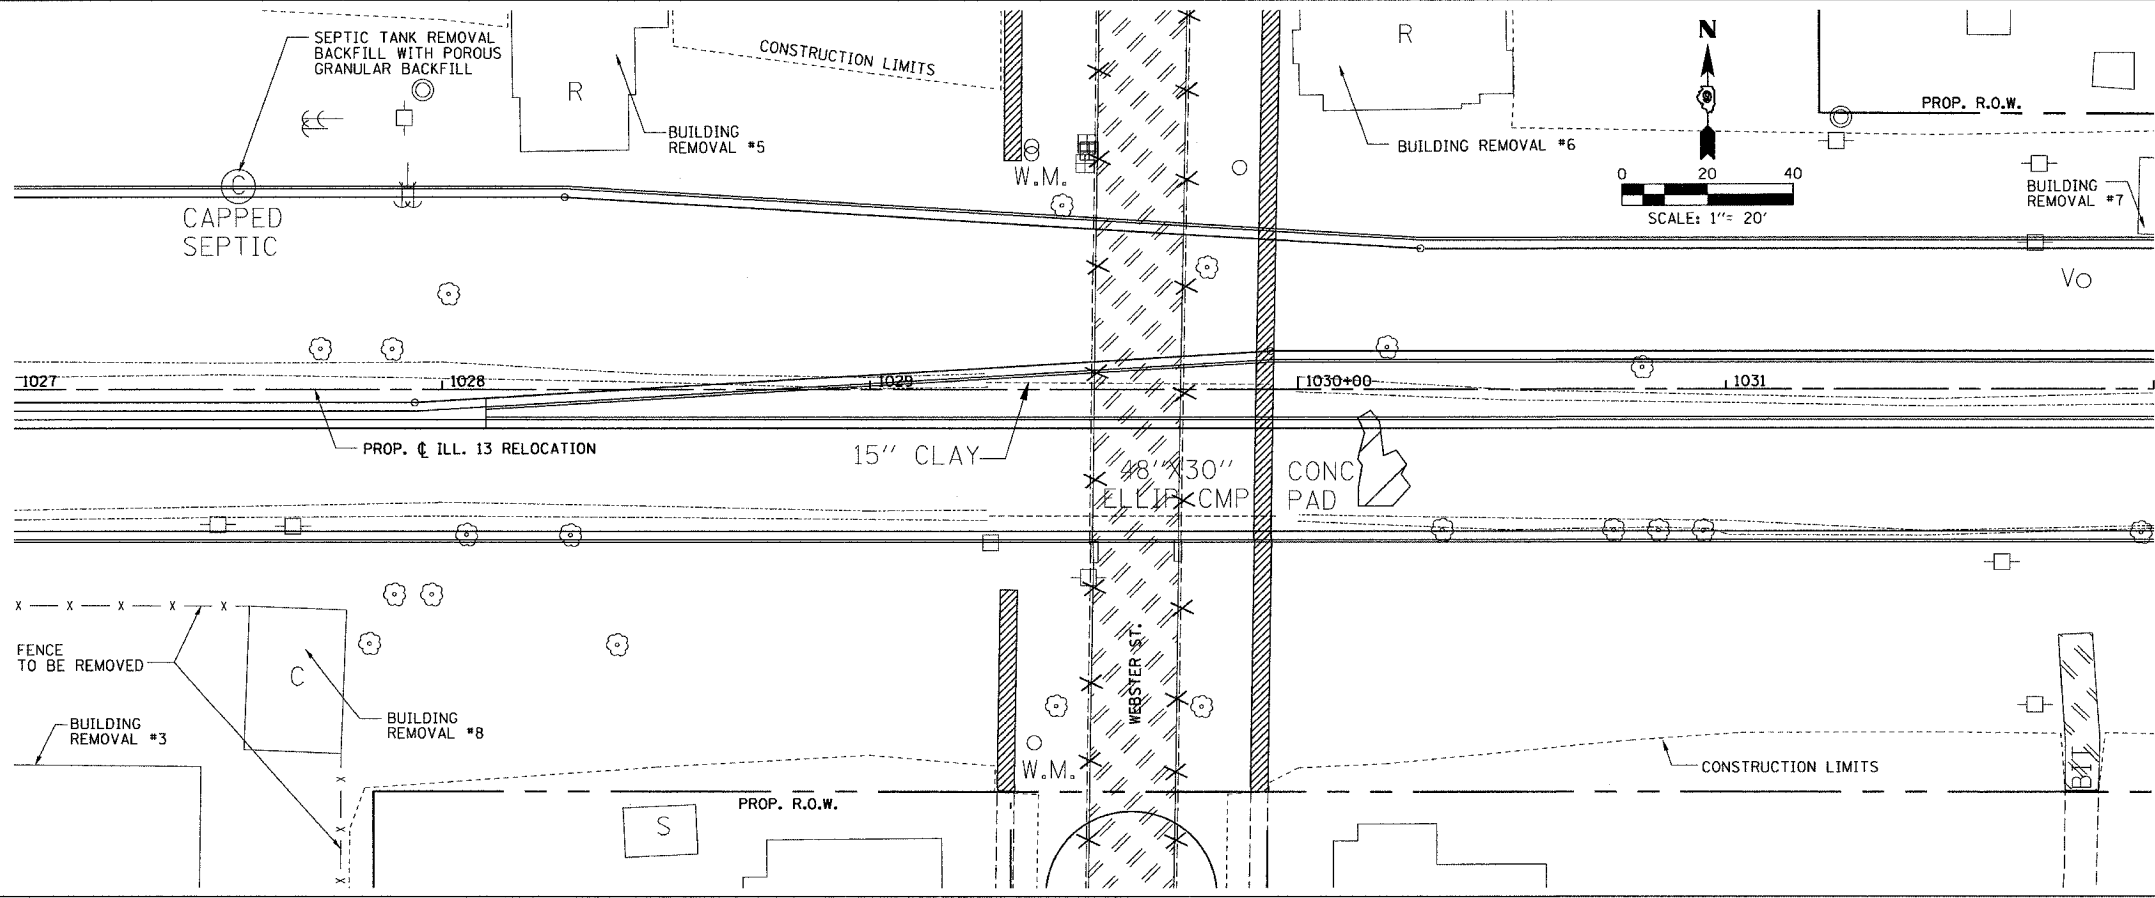 SEPTIC TANK REMOVAL
BACKFILL WITH POROUS
GRANULAR BACKFILL
CONSTRUCTION LIMITS
R
R
N
PROP. R.O.W.
BUILDING
REMOVAL #5
BUILDING REMOVAL #6
0 20 40
SCALE: 1"= 20'
BUILDING
REMOVAL #7
W.M.
C
CAPPED
SEPTIC
V
1027
1028
1029
1030+00
1031
PROP. ℄ ILL. 13 RELOCATION
15" CLAY
48"X30"
ELLIP. CMP
CONC
PAD
X X X X X
FENCE
TO BE REMOVED
C
BUILDING
REMOVAL #3
BUILDING
REMOVAL #8
WEBSTER ST.
W.M.
CONSTRUCTION LIMITS
BIT
PROP. R.O.W.
S
X
X
X